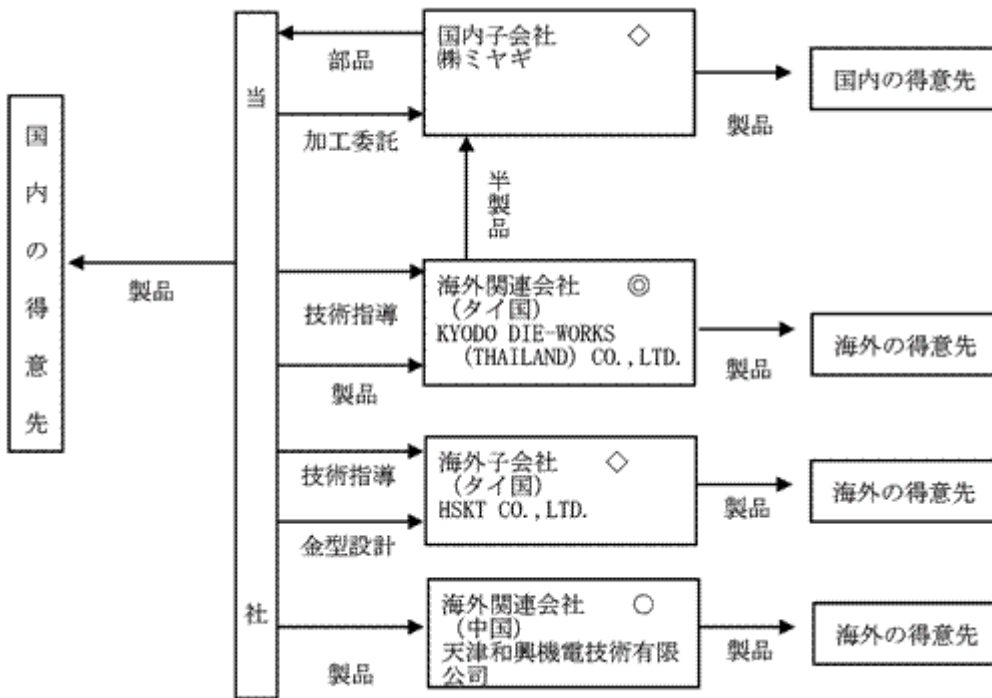 国内の得意先
製品
当社
部品
加工委託
国内子会社 ◇
㈱ミヤギ
製品
国内の得意先
半製品
技術指導
製品
海外関連会社 ◎
(タイ国)
KYODO DIE-WORKS
(THAILAND) CO.,LTD.
製品
海外の得意先
技術指導
金型設計
海外子会社 ◇
(タイ国)
HSKT CO.,LTD.
製品
海外の得意先
製品
海外関連会社 ○
(中国)
天津和興機電技術有限
公司
製品
海外の得意先